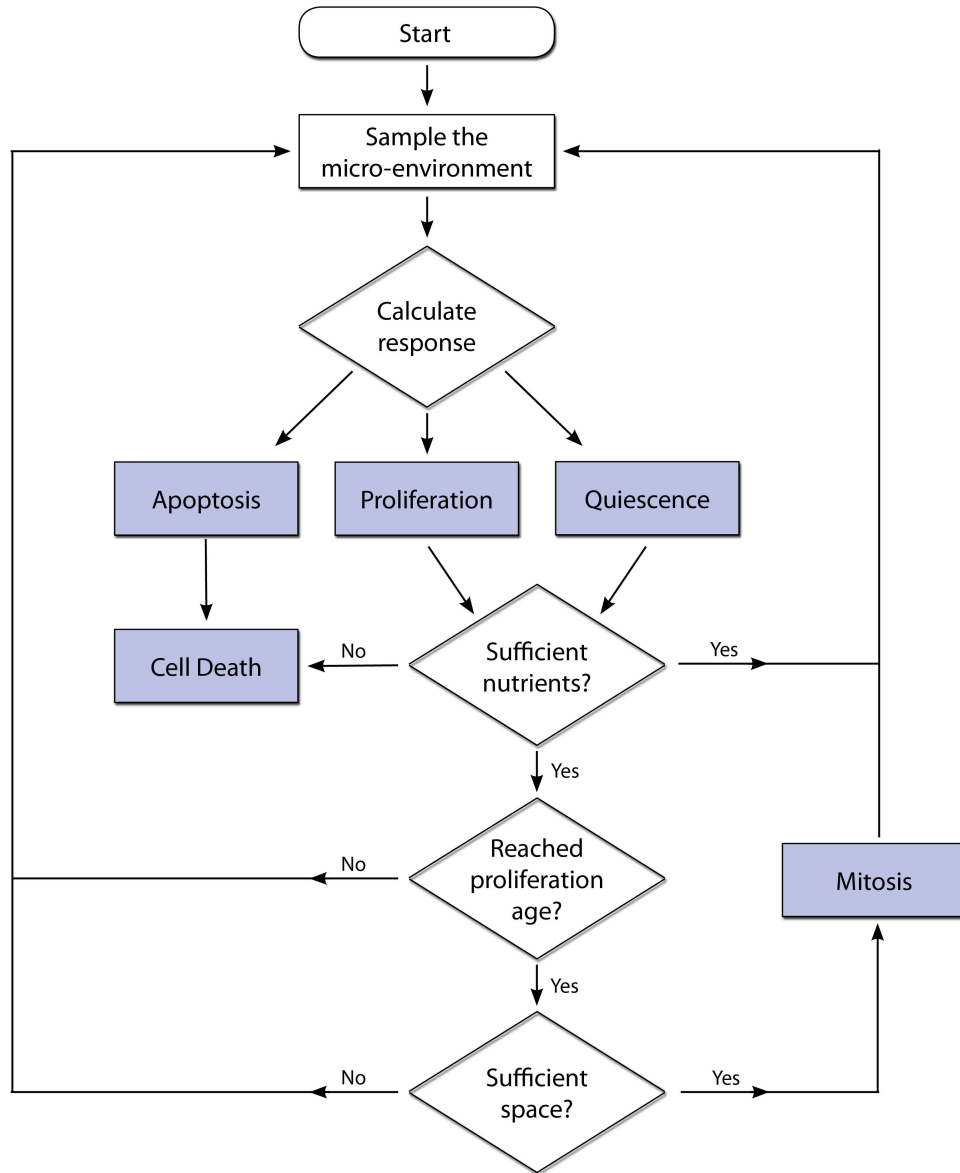 Start
Sample the
micro-environment
Calculate
response
Apoptosis
Proliferation
Quiescence
Cell Death
No
Sufficient
nutrients?
Yes
Yes
No
Reached
proliferation
age?
Mitosis
Yes
No
Sufficient
space?
Yes